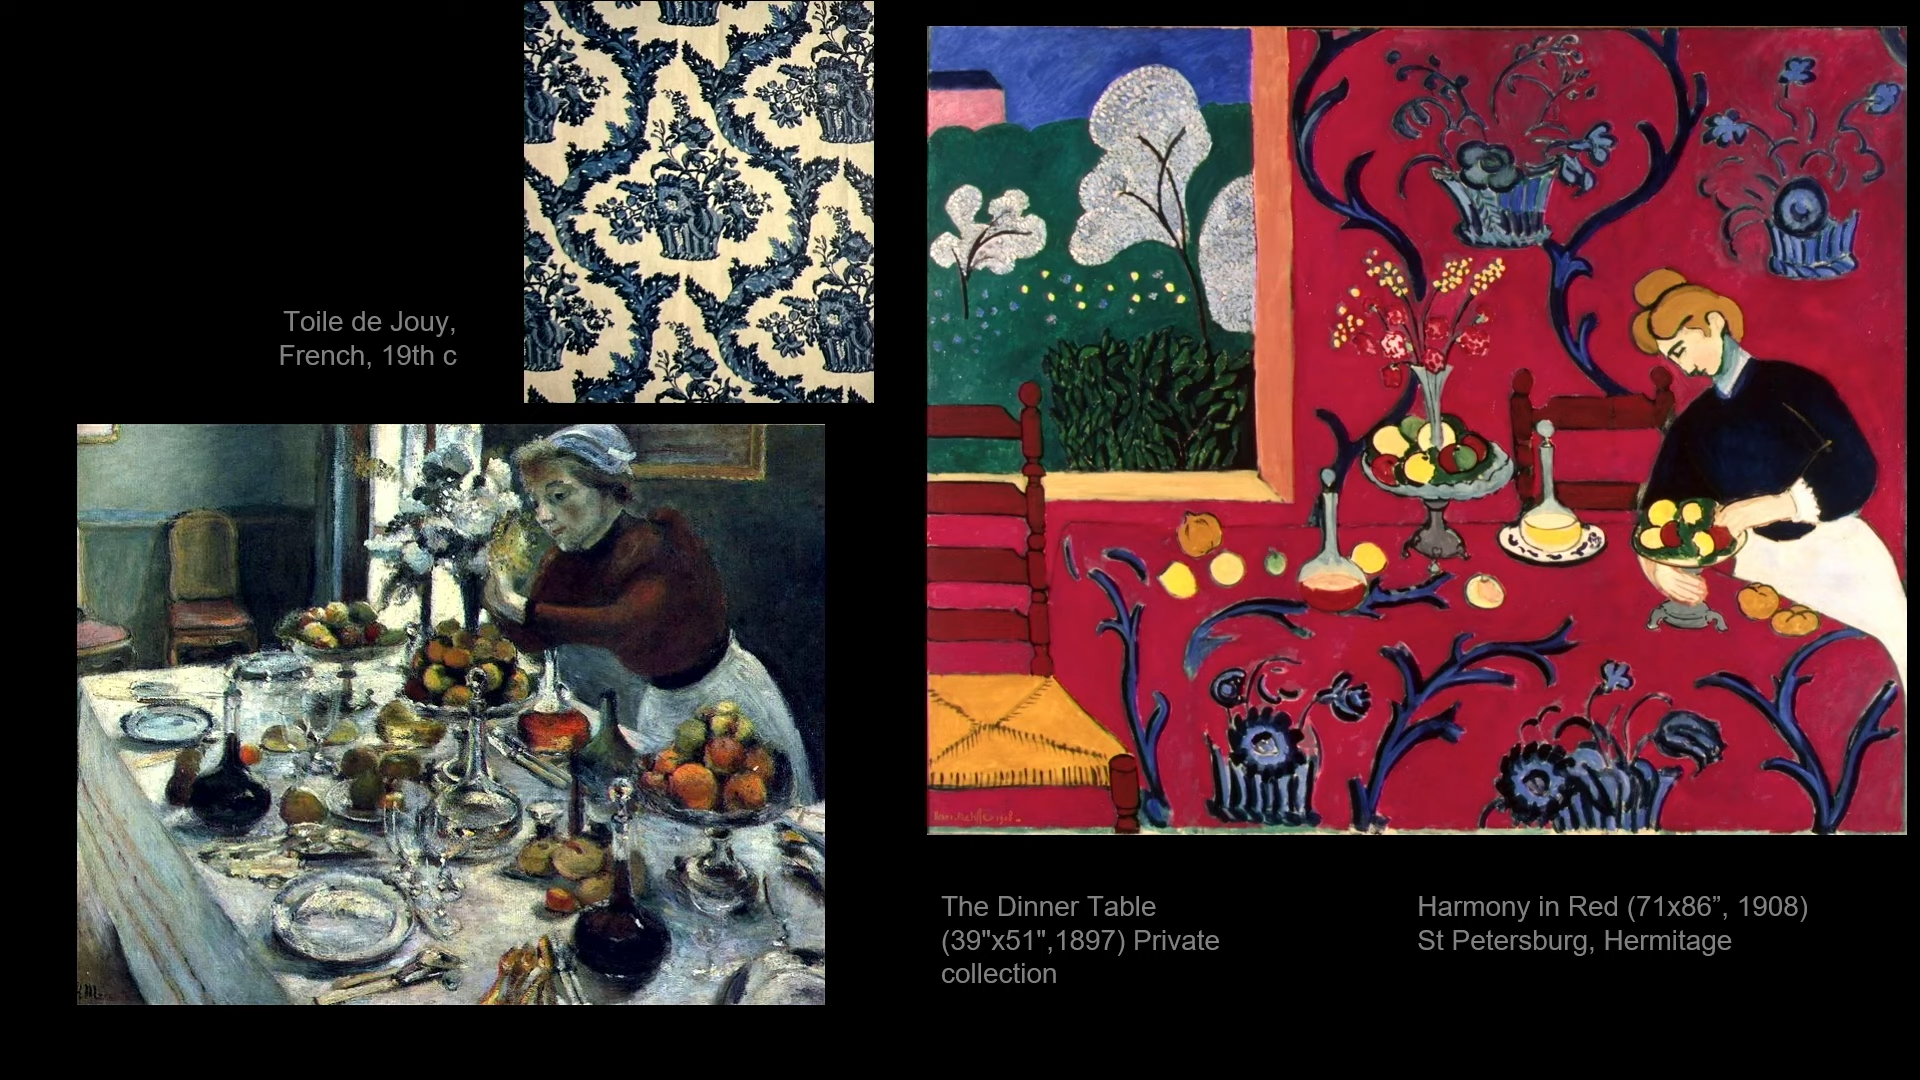 Toile de Jouy,
French, 19th c
The Dinner Table
(39"x51",1897) Private
collection
Harmony in Red (71x86”, 1908)
St Petersburg, Hermitage